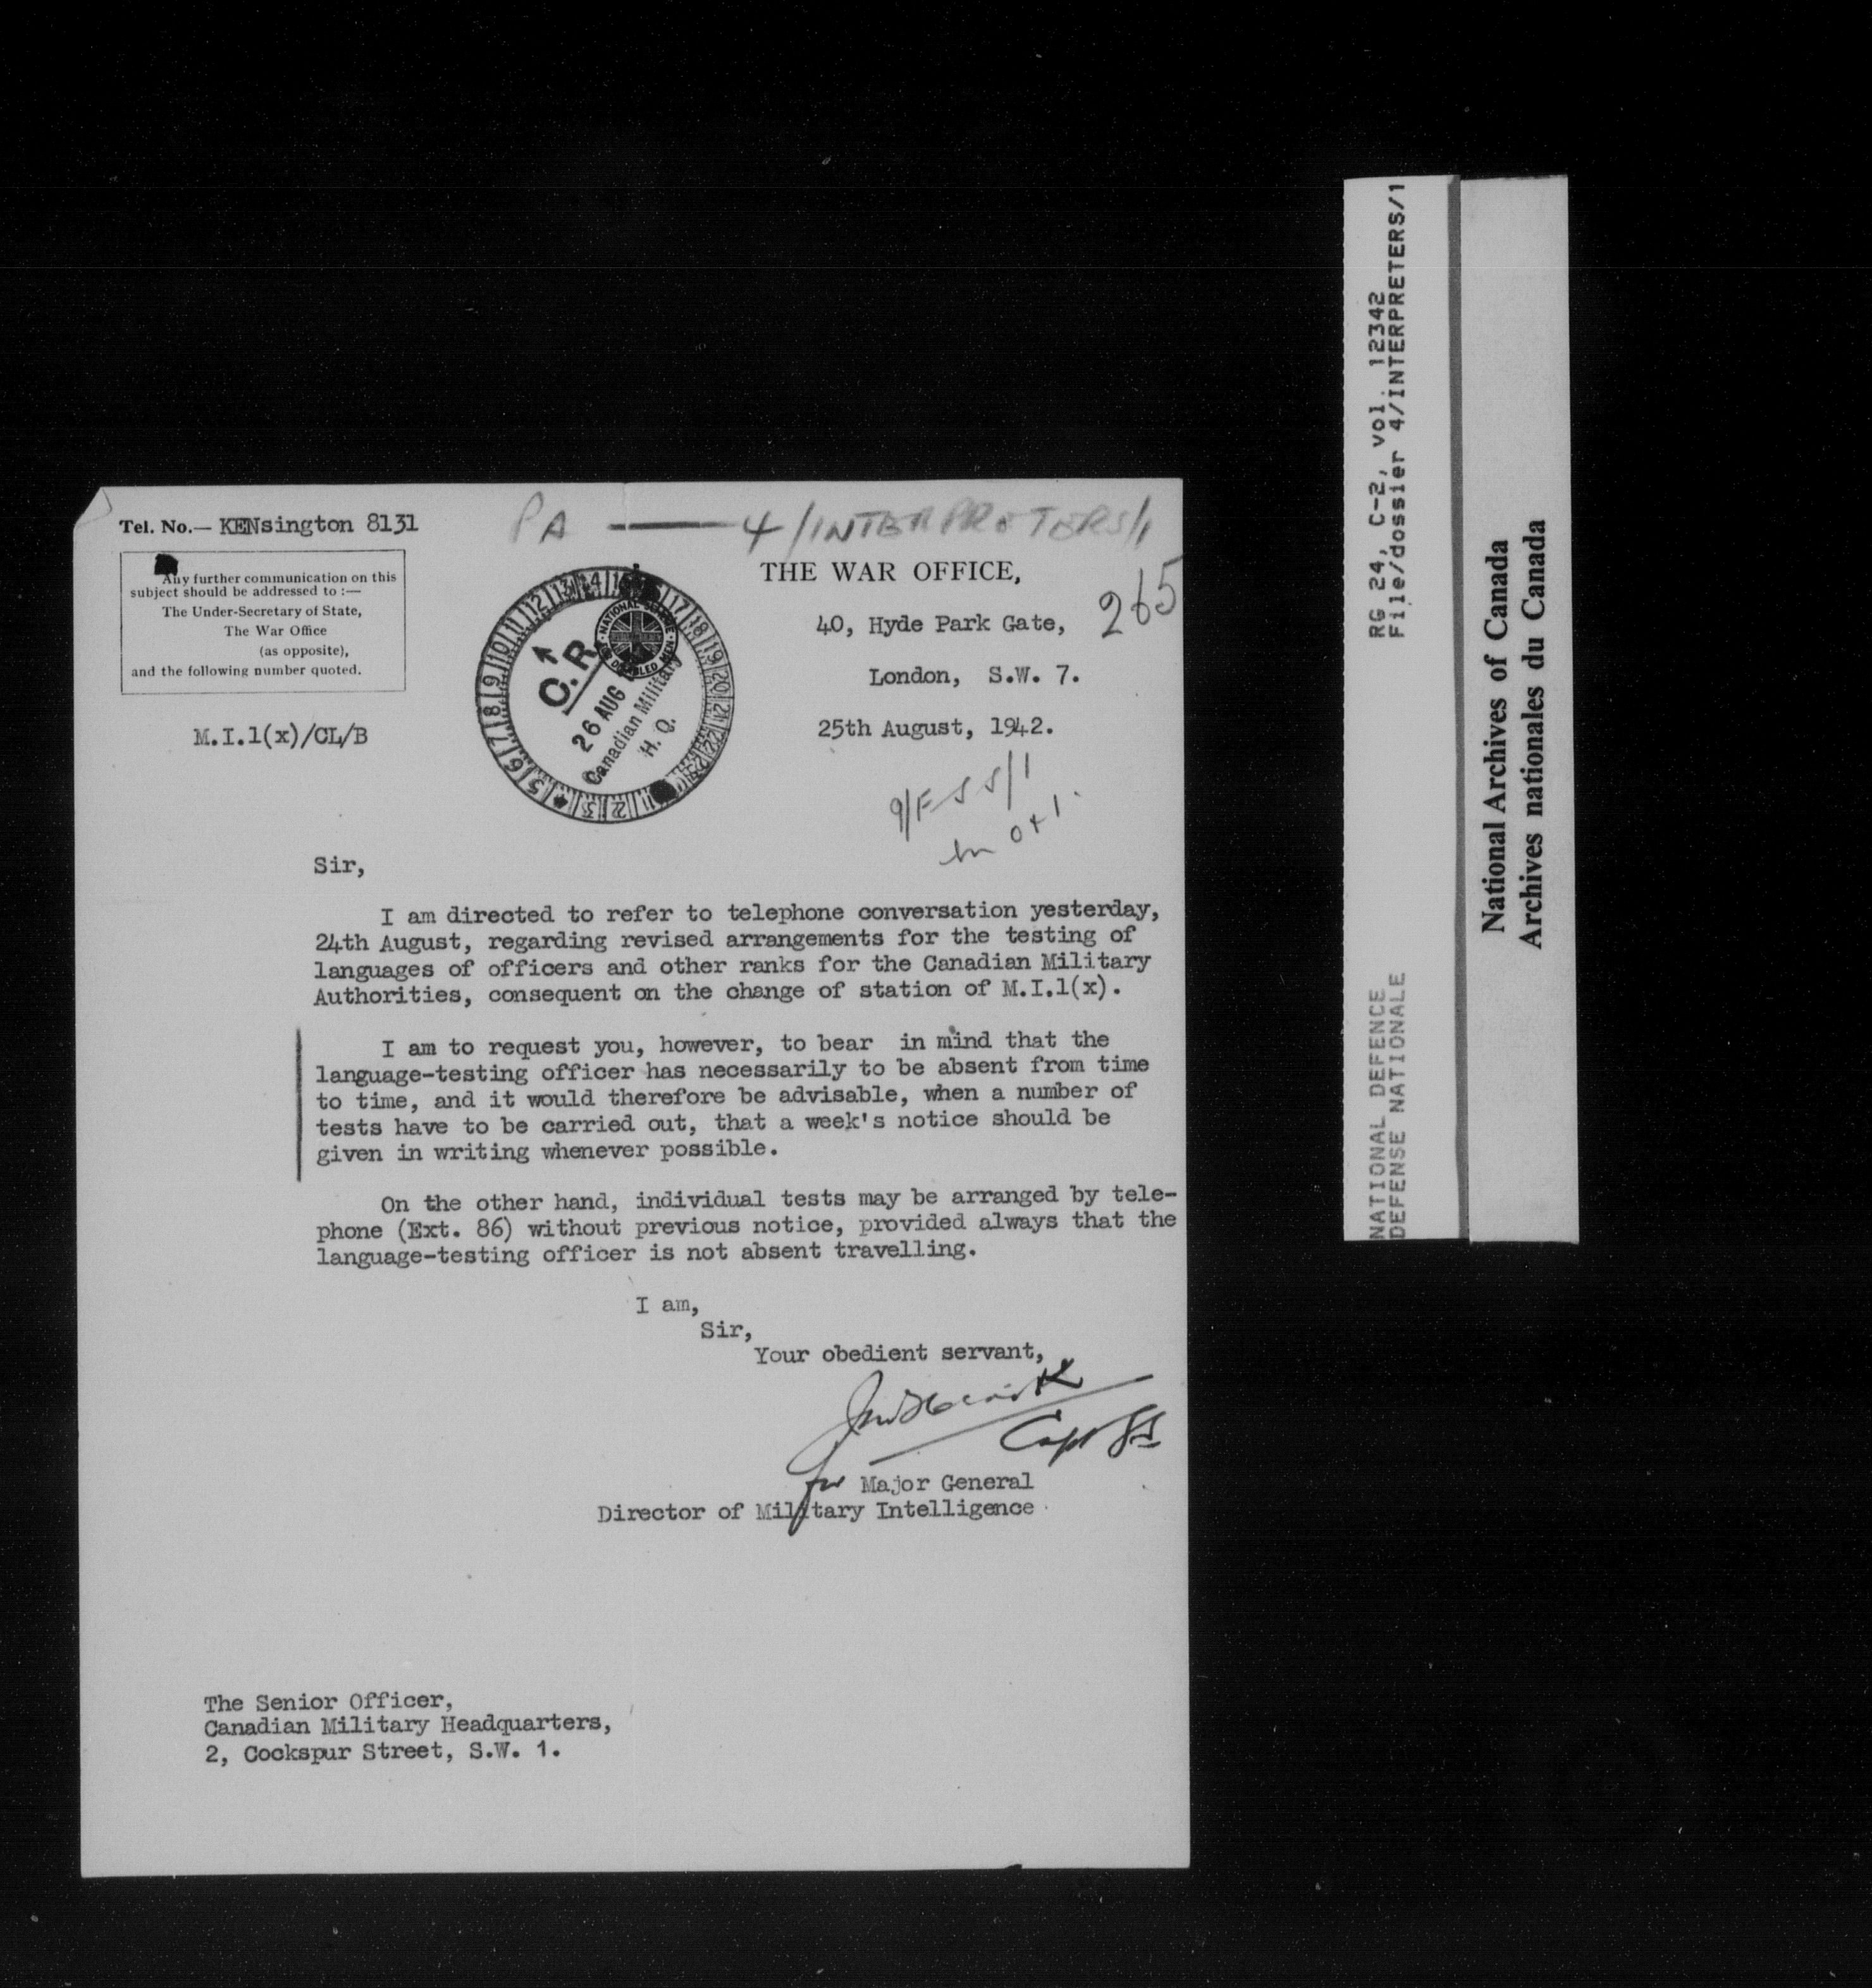 PA — 4/INTERPRETERS/1
Tel. No.— KENsington 8131
Any further communication on this
subject should be addressed to :—
The Under-Secretary of State,
The War Office
(as opposite),
and the following number quoted.
M.I.1(x)/CL/B
C. R
26 AUG
Canadian Military
H. Q.
NATIONAL SCHEME
DISABLED MEN
THE WAR OFFICE,
265
40, Hyde Park Gate,
London, S.W. 7.
25th August, 1942.
9/FSS/1
0 + 1.
Sir,
I am directed to refer to telephone conversation yesterday,
24th August, regarding revised arrangements for the testing of
languages of officers and other ranks for the Canadian Military
Authorities, consequent on the change of station of M.I.1(x).
I am to request you, however, to bear in mind that the
language-testing officer has necessarily to be absent from time
to time, and it would therefore be advisable, when a number of
tests have to be carried out, that a week's notice should be
given in writing whenever possible.
On the other hand, individual tests may be arranged by tele-
phone (Ext. 86) without previous notice, provided always that the
language-testing officer is not absent travelling.
I am,
Sir,
Your obedient servant,
Capt
for Major General
Director of Military Intelligence
The Senior Officer,
Canadian Military Headquarters,
2, Cockspur Street, S.W. 1.
NATIONAL DEFENCE RG 24, C-2, vol. 12342
DEFENSE NATIONALE File/dossier 4/INTERPRETERS/1
National Archives of Canada
Archives nationales du Canada